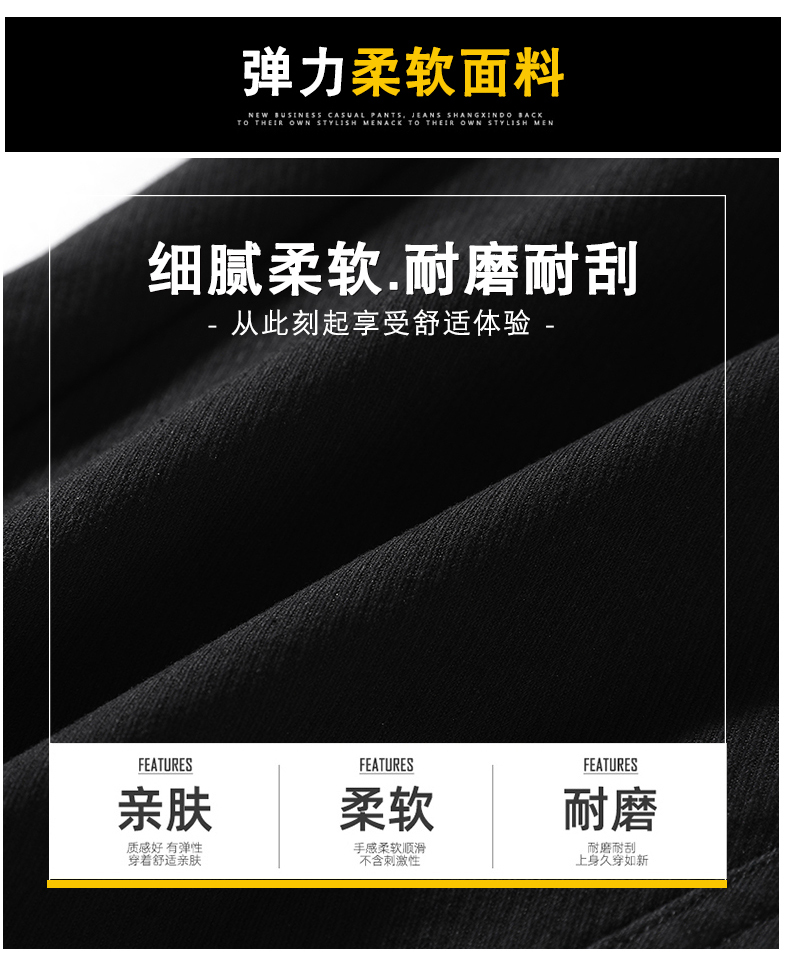 弹力柔软面料
NEW BUSINESS CASUAL PANTS, JEANS SHANGXINDO BACK
TO THEIR OWN STYLISH MENACK TO THEIR OWN STYLISH MEN
细腻柔软.耐磨耐刮
- 从此刻起享受舒适体验 -
FEATURES
亲肤
质感好 有弹性
穿着舒适亲肤
FEATURES
柔软
手感柔软顺滑
不含刺激性
FEATURES
耐磨
耐磨耐刮
上身久穿如新